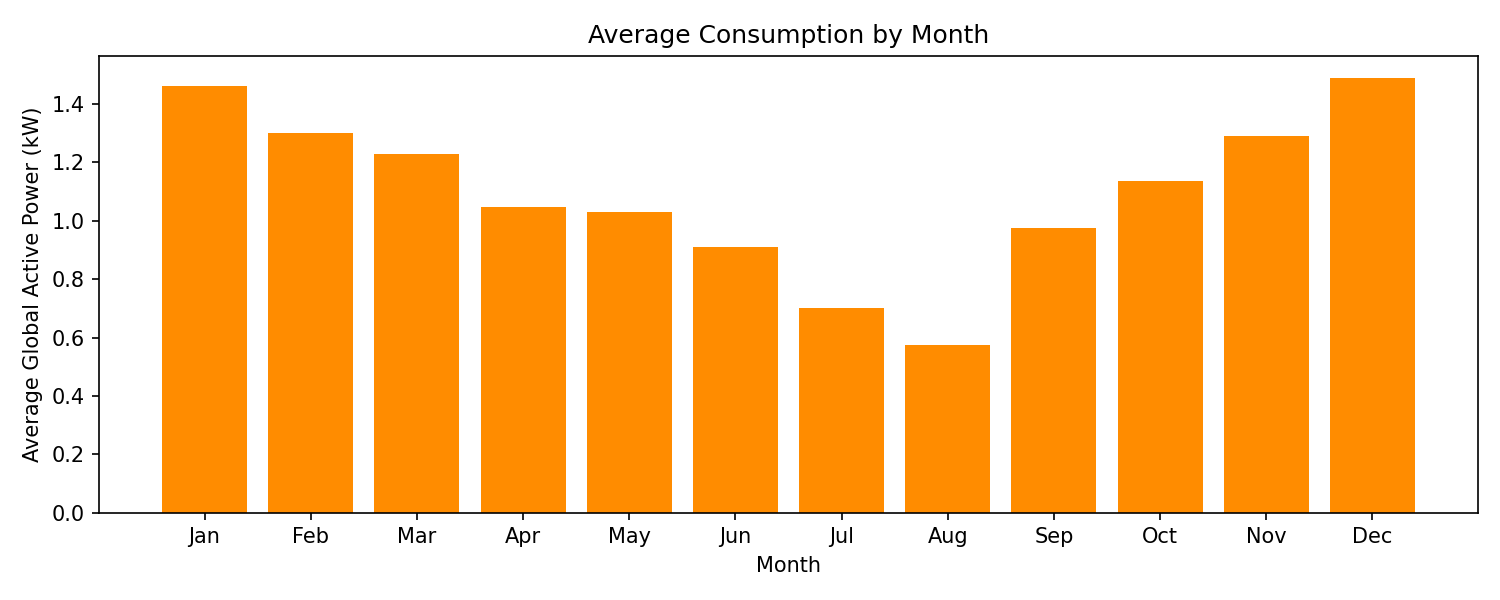 Average Consumption by Month
Average Global Active Power (kW)
1.4
1.2
1.0
0.8
0.6
0.4
0.2
0.0
Jan Feb Mar Apr May Jun Jul Aug Sep Oct Nov Dec
Month